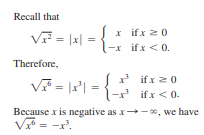 Recall that
√x² = |x| = { x if x ≥ 0
−x if x < 0.
Therefore,
√x⁶ = |x³| = { x³ if x ≥ 0
−x³ if x < 0.
Because x is negative as x→−∞, we have
√x⁶ = −x³.